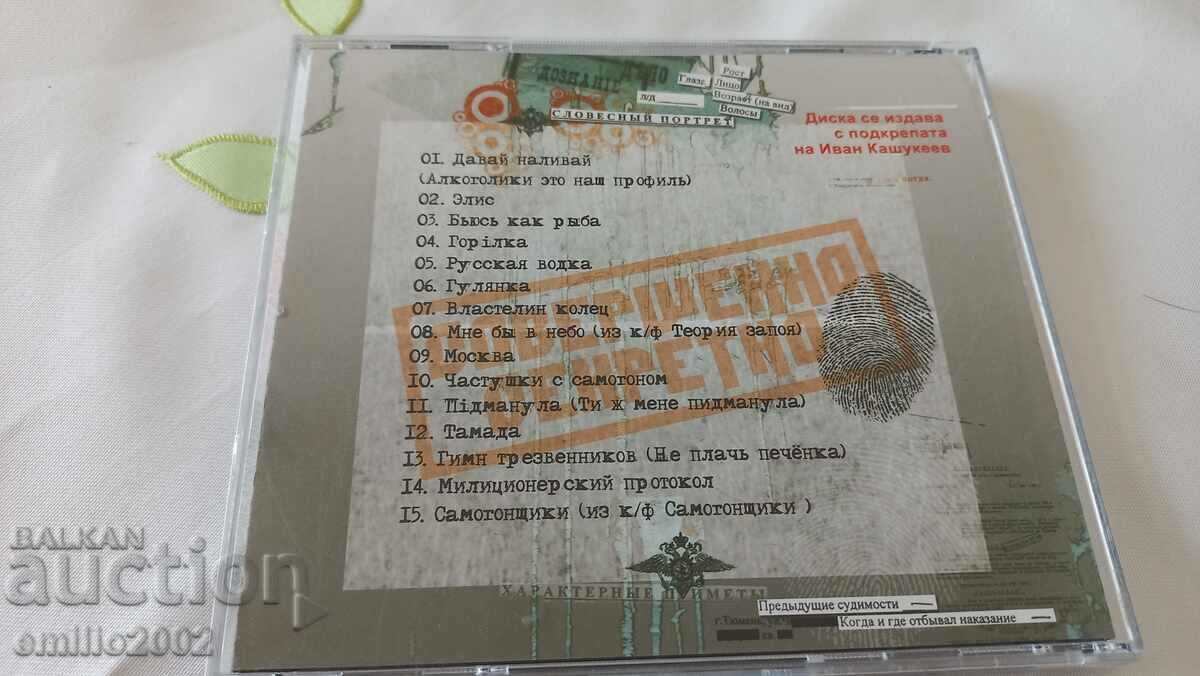 Рост
Глаза Лицо
Возраст (на вид)
л/д
Волосы
СЛОВЕСНЫЙ ПОРТРЕТ
Диска се издава
с подкрепата
на Иван Кашукеев
01. Давай наливай
(Алкоголики это наш профиль)
02. Элис
03. Бьюсь как рыба
04. Горілка
05. Русская водка
06. Гулянка
07. Властелин колец
08. Мне бы в небо (из к/ф Теория запоя)
09. Москва
10. Частушки с самогоном
11. Підманула (Ти ж мене пидманула)
12. Тамада
13. Гимн трезвенников (Не плачь печёнка)
14. Милиционерский протокол
15. Самогонщики (из к/ф Самогонщики )
СОВЕРШЕННО
СЕКРЕТНО
ХАРАКТЕРНЫЕ ПРИМЕТЫ
Предыдущие судимости
г.Тюмень, ул.
Когда и где отбывал наказание
кв.
BALKAN
auction
emilio2002